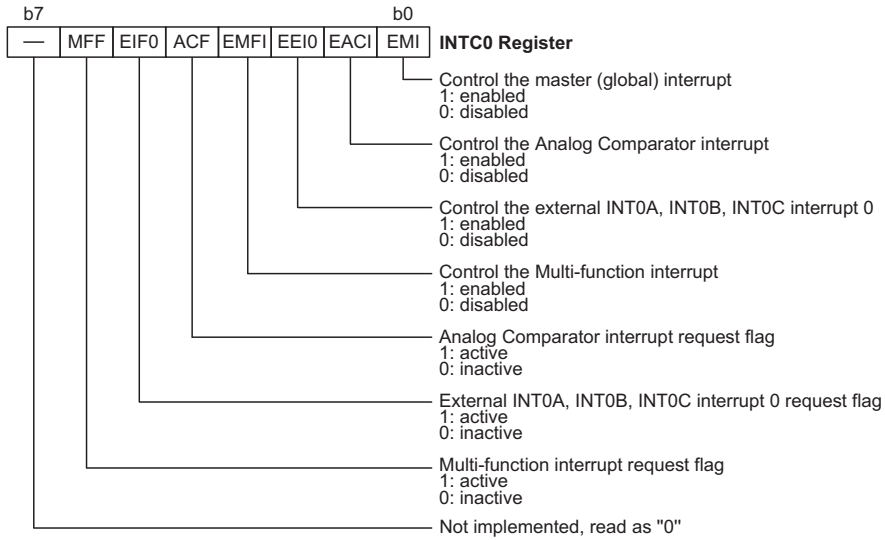 b7 b0
— MFF EIF0 ACF EMFI EEI0 EACI EMI INTC0 Register
Control the master (global) interrupt
1: enabled
0: disabled
Control the Analog Comparator interrupt
1: enabled
0: disabled
Control the external INT0A, INT0B, INT0C interrupt 0
1: enabled
0: disabled
Control the Multi-function interrupt
1: enabled
0: disabled
Analog Comparator interrupt request flag
1: active
0: inactive
External INT0A, INT0B, INT0C interrupt 0 request flag
1: active
0: inactive
Multi-function interrupt request flag
1: active
0: inactive
Not implemented, read as "0"